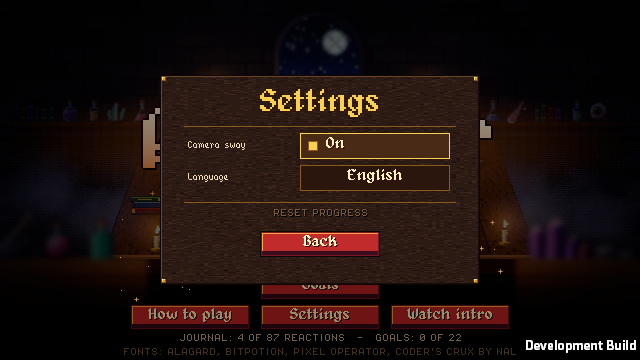 Settings
Camera sway
On
Language
English
RESET PROGRESS
Back
Goals
How to play
Settings
Watch intro
JOURNAL: 4 OF 87 REACTIONS - GOALS: 0 OF 22
FONTS: ALAGARD, BITPOTION, PIXEL OPERATOR, CODER'S CRUX BY NAL
Development Build